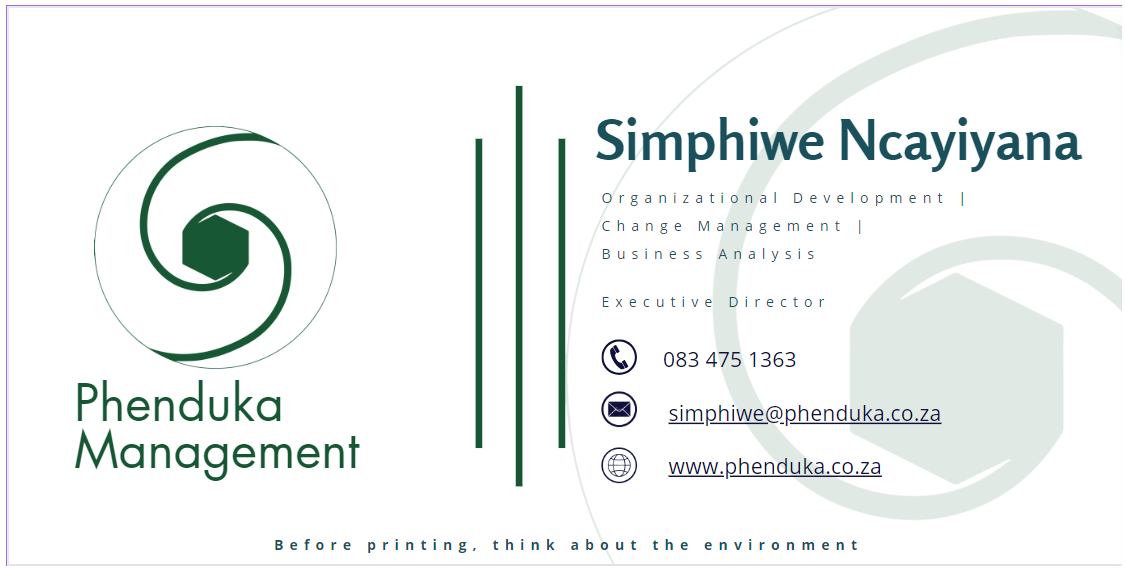 Phenduka
Management
Simphiwe Ncayiyana
Organizational Development |
Change Management |
Business Analysis
Executive Director
083 475 1363
simphiwe@phenduka.co.za
www.phenduka.co.za
Before printing, think about the environment